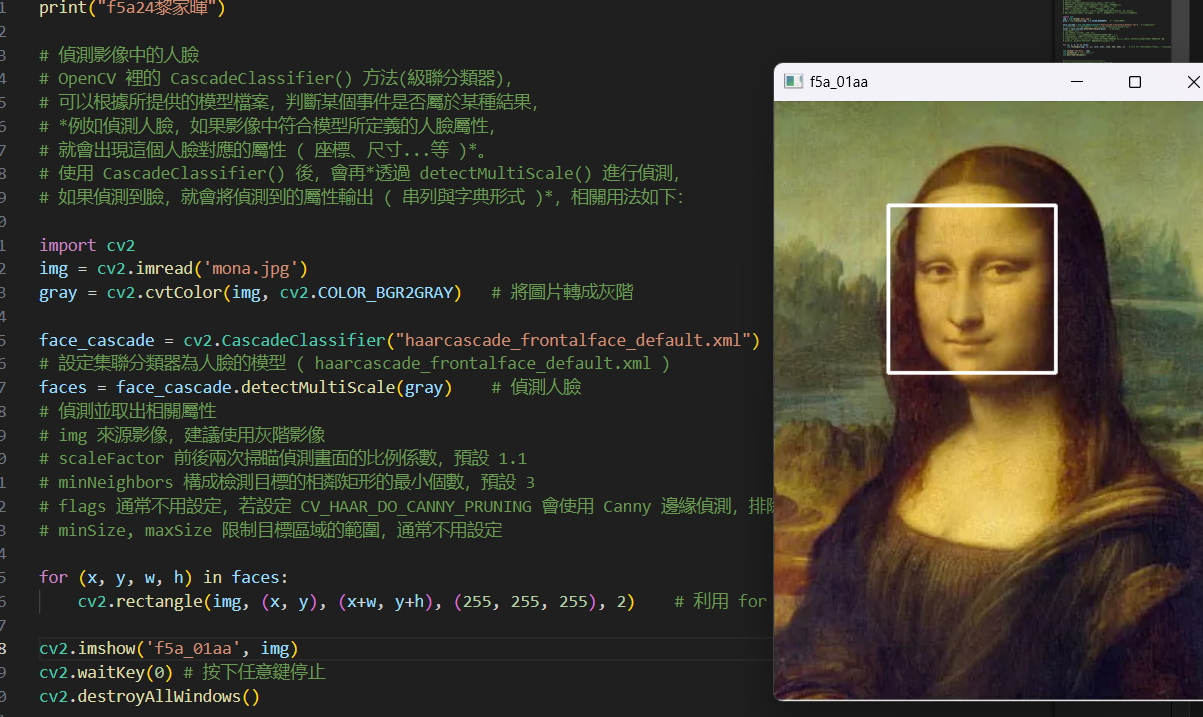 print("f5a24黎家暉")
# 偵測影像中的人臉
# OpenCV 裡的 CascadeClassifier() 方法(級聯分類器),
# 可以根據所提供的模型檔案, 判斷某個事件是否屬於某種結果,
# *例如偵測人臉, 如果影像中符合模型所定義的人臉屬性,
# 就會出現這個人臉對應的屬性 ( 座標、尺寸...等 )*。
# 使用 CascadeClassifier() 後, 會再*透過 detectMultiScale() 進行偵測,
# 如果偵測到臉, 就會將偵測到的屬性輸出 ( 串列與字典形式 )*, 相關用法如下:
import cv2
img = cv2.imread('mona.jpg')
gray = cv2.cvtColor(img, cv2.COLOR_BGR2GRAY)   # 將圖片轉成灰階
face_cascade = cv2.CascadeClassifier("haarcascade_frontalface_default.xml")
# 設定集聯分類器為人臉的模型 ( haarcascade_frontalface_default.xml )
faces = face_cascade.detectMultiScale(gray)    # 偵測人臉
# 偵測並取出相關屬性
# img 來源影像, 建議使用灰階影像
# scaleFactor 前後兩次掃瞄偵測畫面的比例係數, 預設 1.1
# minNeighbors 構成檢測目標的相鄰矩形的最小個數, 預設 3
# flags 通常不用設定, 若設定 CV_HAAR_DO_CANNY_PRUNING 會使用 Canny 邊緣偵測, 排除
# minSize, maxSize 限制目標區域的範圍, 通常不用設定
for (x, y, w, h) in faces:
    cv2.rectangle(img, (x, y), (x+w, y+h), (255, 255, 255), 2)    # 利用 for
cv2.imshow('f5a_01aa', img)
cv2.waitKey(0) # 按下任意鍵停止
cv2.destroyAllWindows()
f5a_01aa